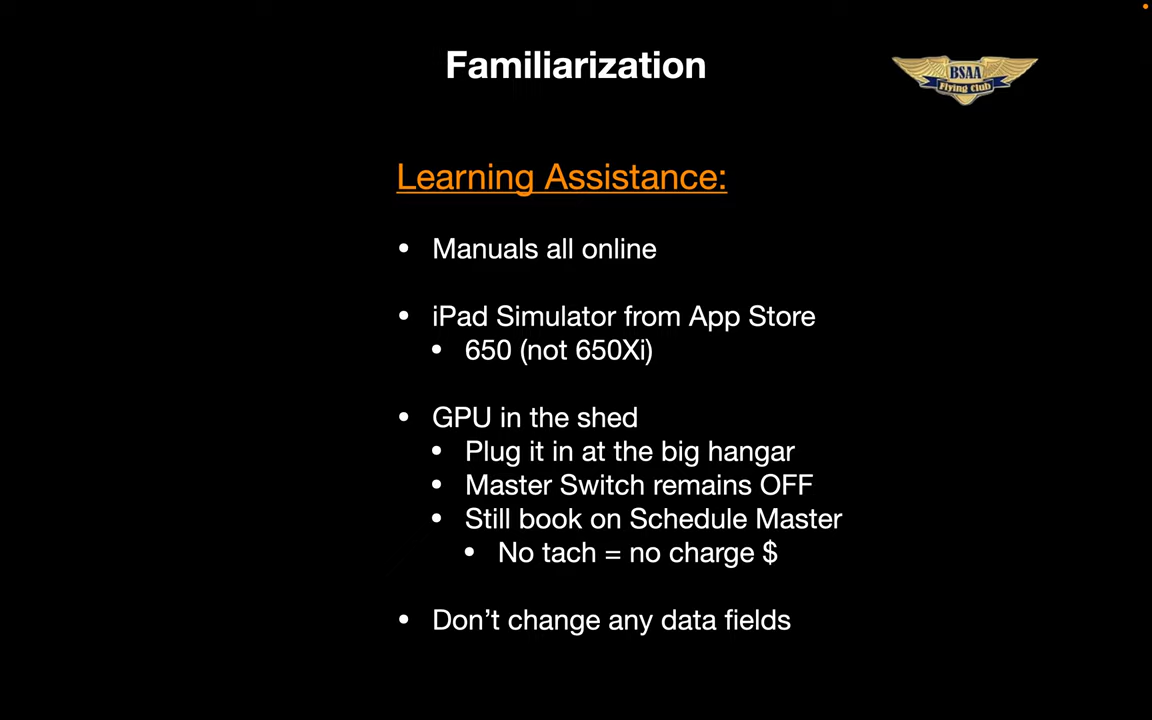 Familiarization
BSAA
Flying Club
Learning Assistance:
• Manuals all online
• iPad Simulator from App Store
• 650 (not 650Xi)
• GPU in the shed
• Plug it in at the big hangar
• Master Switch remains OFF
• Still book on Schedule Master
• No tach = no charge $
• Don’t change any data fields